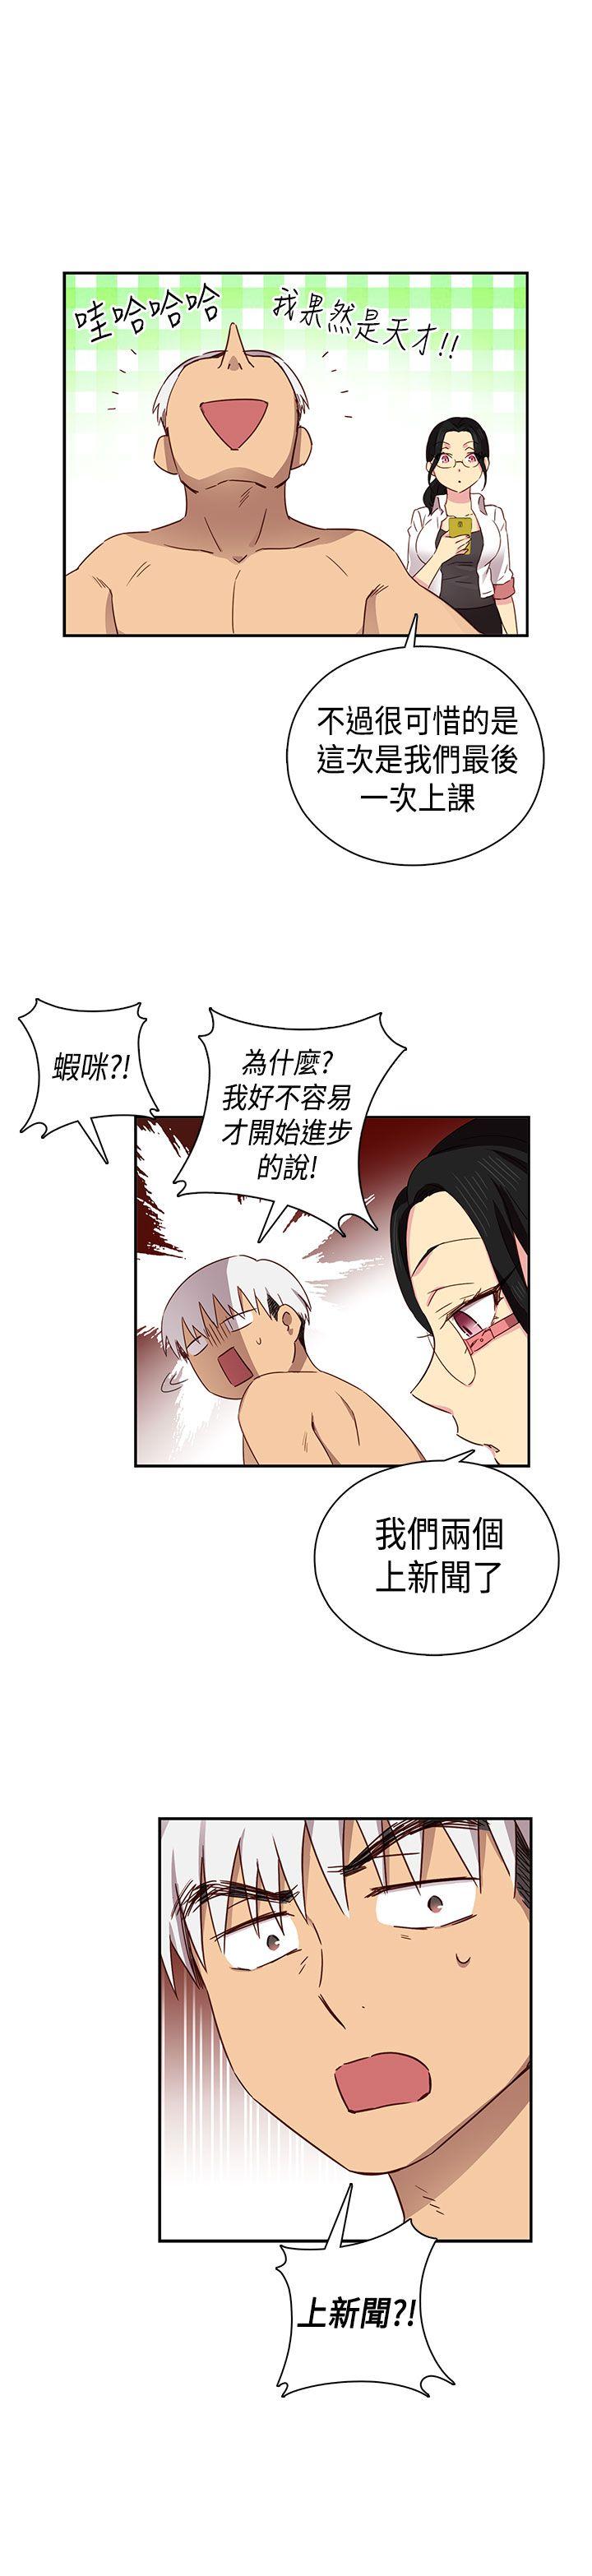 哇哈哈哈
我果然是天才!!
不過很可惜的是
這次是我們最後
一次上課
蝦咪?!
為什麼?
我好不容易
才開始進步
的說!
我們兩個
上新聞了
上新聞?!